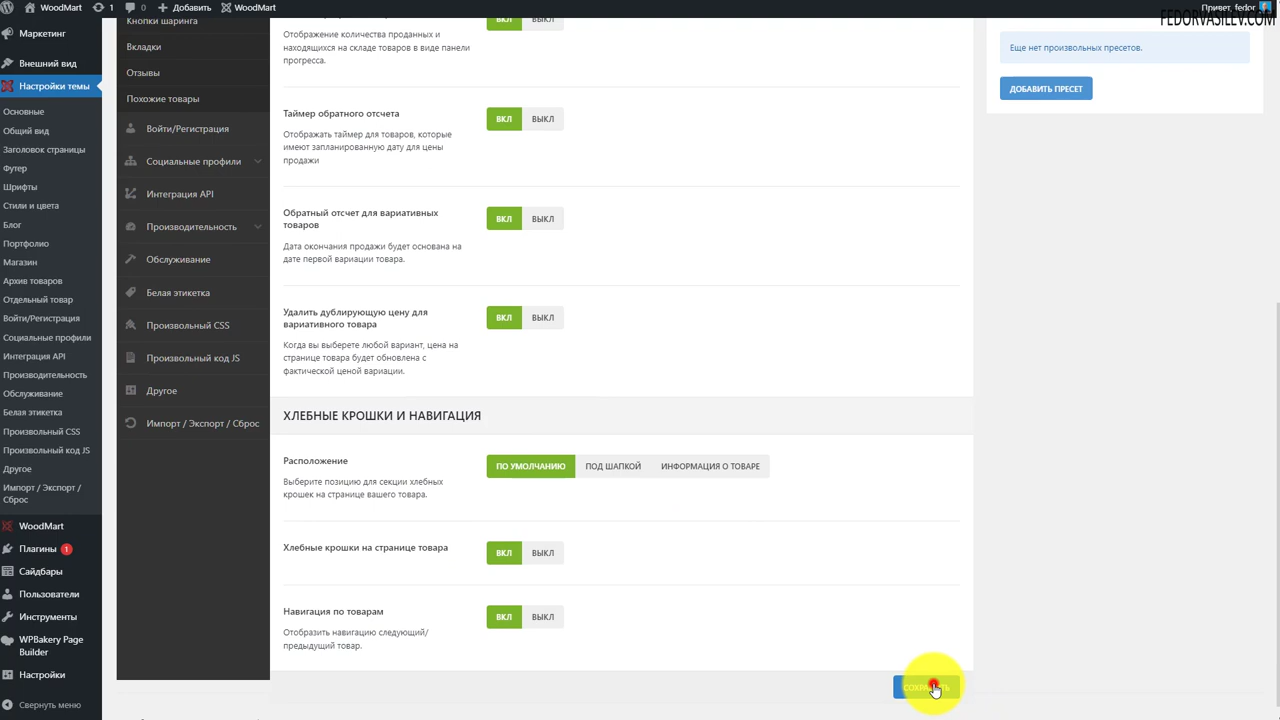 WoodMart
1
0
Добавить
WoodMart
Привет, fedor
FEDORVASILEV.COM
Маркетинг
Внешний вид
Настройки темы
Основные
Общий вид
Заголовок страницы
Футер
Шрифты
Стили и цвета
Блог
Портфолио
Магазин
Архив товаров
Отдельный товар
Войти/Регистрация
Социальные профили
Интеграция API
Производительность
Обслуживание
Белая этикетка
Произвольный CSS
Произвольный код JS
Другое
Импорт / Экспорт /
Сброс
WoodMart
Плагины 1
Сайдбары
Пользователи
Инструменты
WPBakery Page
Builder
Настройки
Свернуть меню
Кнопки шаринга
Вкладки
Отзывы
Похожие товары
Войти/Регистрация
Социальные профили
Интеграция API
Производительность
Обслуживание
Белая этикетка
Произвольный CSS
Произвольный код JS
Другое
Импорт / Экспорт / Сброс
ВКЛ ВЫКЛ
Отображение количества проданных и
находящихся на складе товаров в виде панели
прогресса.
Таймер обратного отсчета
ВКЛ ВЫКЛ
Отображать таймер для товаров, которые
имеют запланированную дату для цены
продажи
Обратный отсчет для вариативных
товаров
ВКЛ ВЫКЛ
Дата окончания продажи будет основана на
дате первой вариации товара.
Удалить дублирующую цену для
вариативного товара
ВКЛ ВЫКЛ
Когда вы выберете любой вариант, цена на
странице товара будет обновлена с
фактической ценой вариации.
ХЛЕБНЫЕ КРОШКИ И НАВИГАЦИЯ
Расположение
ПО УМОЛЧАНИЮ ПОД ШАПКОЙ ИНФОРМАЦИЯ О ТОВАРЕ
Выберите позицию для секции хлебных
крошек на странице вашего товара.
Хлебные крошки на странице товара
ВКЛ ВЫКЛ
Навигация по товарам
ВКЛ ВЫКЛ
Отобразить навигацию следующий/
предыдущий товар.
СОХРАНИТЬ
Еще нет произвольных пресетов.
ДОБАВИТЬ ПРЕСЕТ